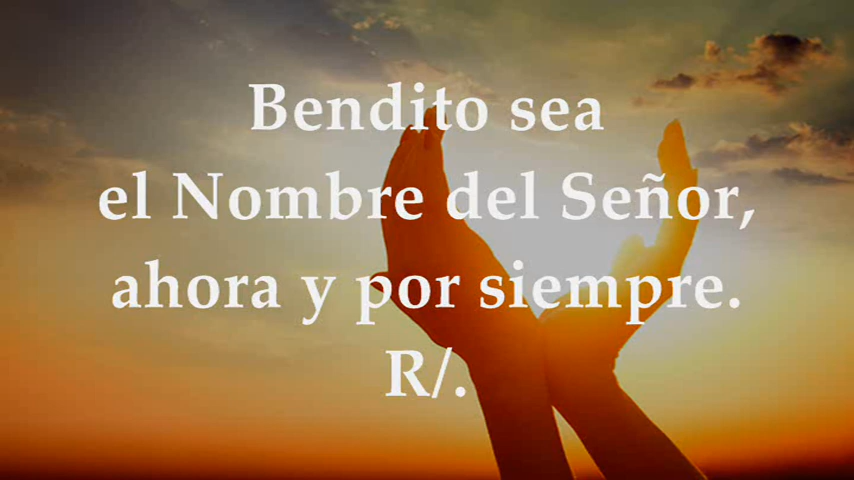 Bendito sea
el Nombre del Señor,
ahora y por siempre.
R/.